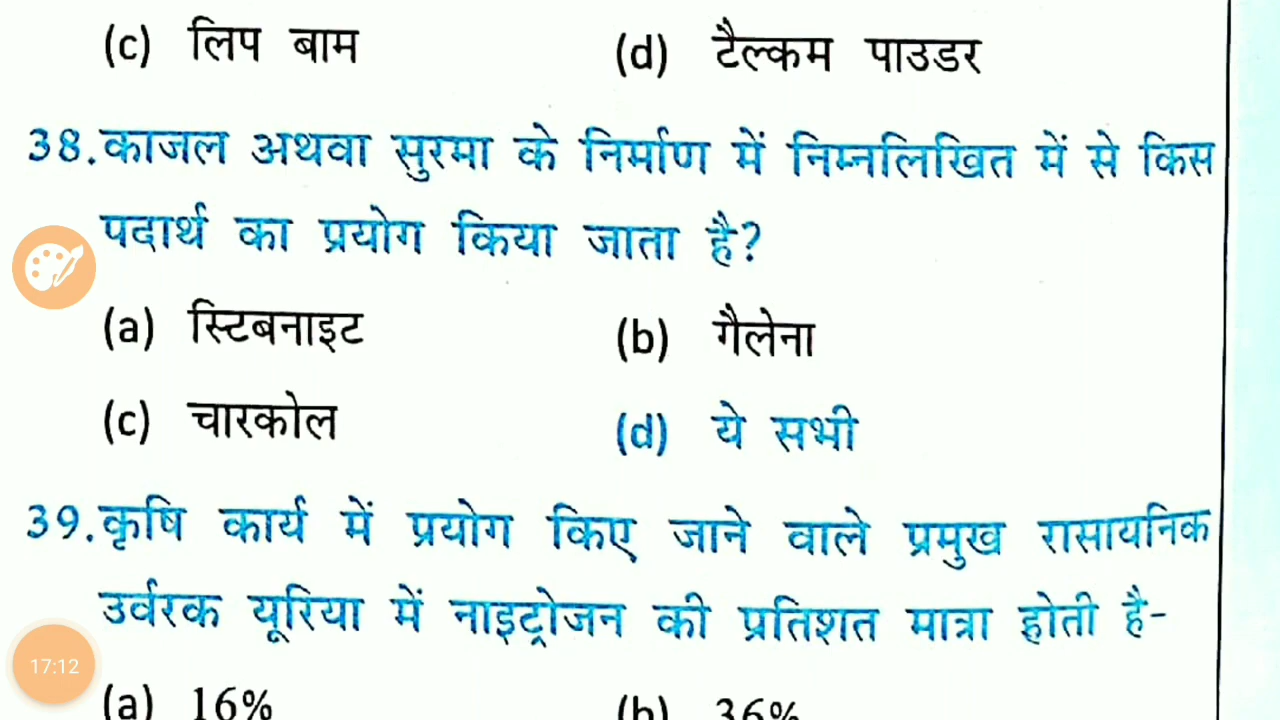 (c) लिप बाम (d) टैल्कम पाउडर
38. काजल अथवा सुरमा के निर्माण में निम्नलिखित में से किस
पदार्थ का प्रयोग किया जाता है?
(a) स्टिबनाइट (b) गैलेना
(c) चारकोल (d) ये सभी
39. कृषि कार्य में प्रयोग किए जाने वाले प्रमुख रासायनिक
उर्वरक यूरिया में नाइट्रोजन की प्रतिशत मात्रा होती है-
17:12
(a) 16% (b) 36%